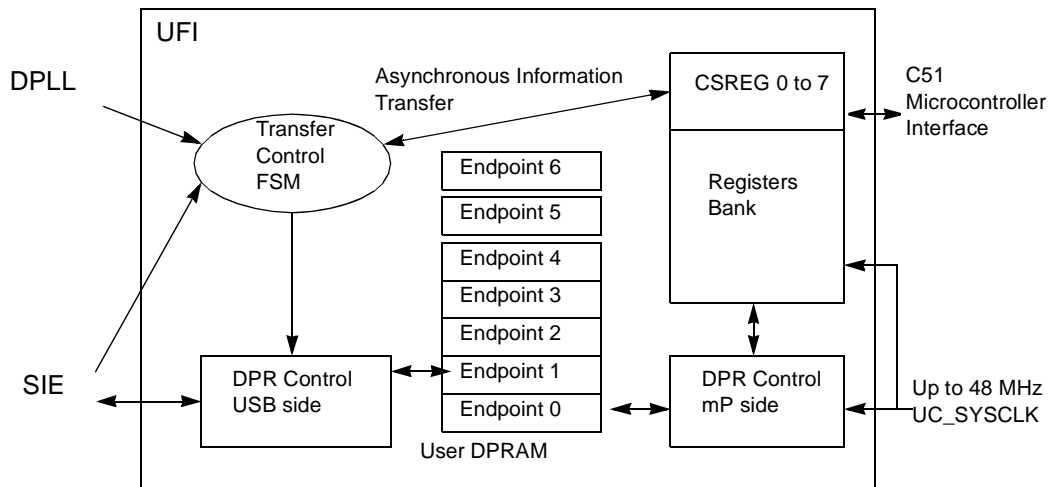 UFI
DPLL
Asynchronous Information
Transfer
CSREG 0 to 7
C51
Microcontroller
Interface
Transfer
Control
FSM
Endpoint 6
Endpoint 5
Endpoint 4
Endpoint 3
Endpoint 2
Endpoint 1
Endpoint 0
User DPRAM
Registers
Bank
SIE
DPR Control
USB side
DPR Control
mP side
Up to 48 MHz
UC_SYSCLK